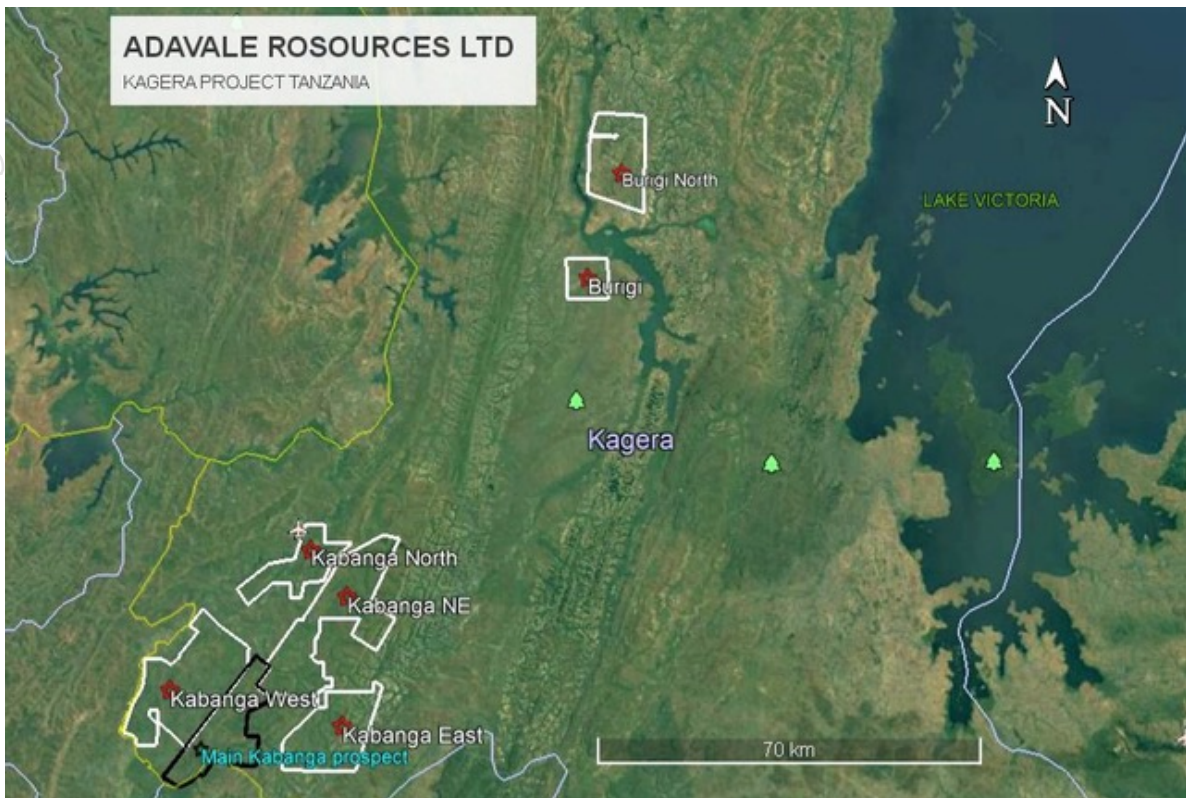 ADAVALE ROSOURCES LTD
KAGERA PROJECT TANZANIA
N
Burigi North
LAKE VICTORIA
Burigi
Kagera
Kabanga North
Kabanga NE
Kabanga West
Kabanga East
Main Kabanga prospect
70 km